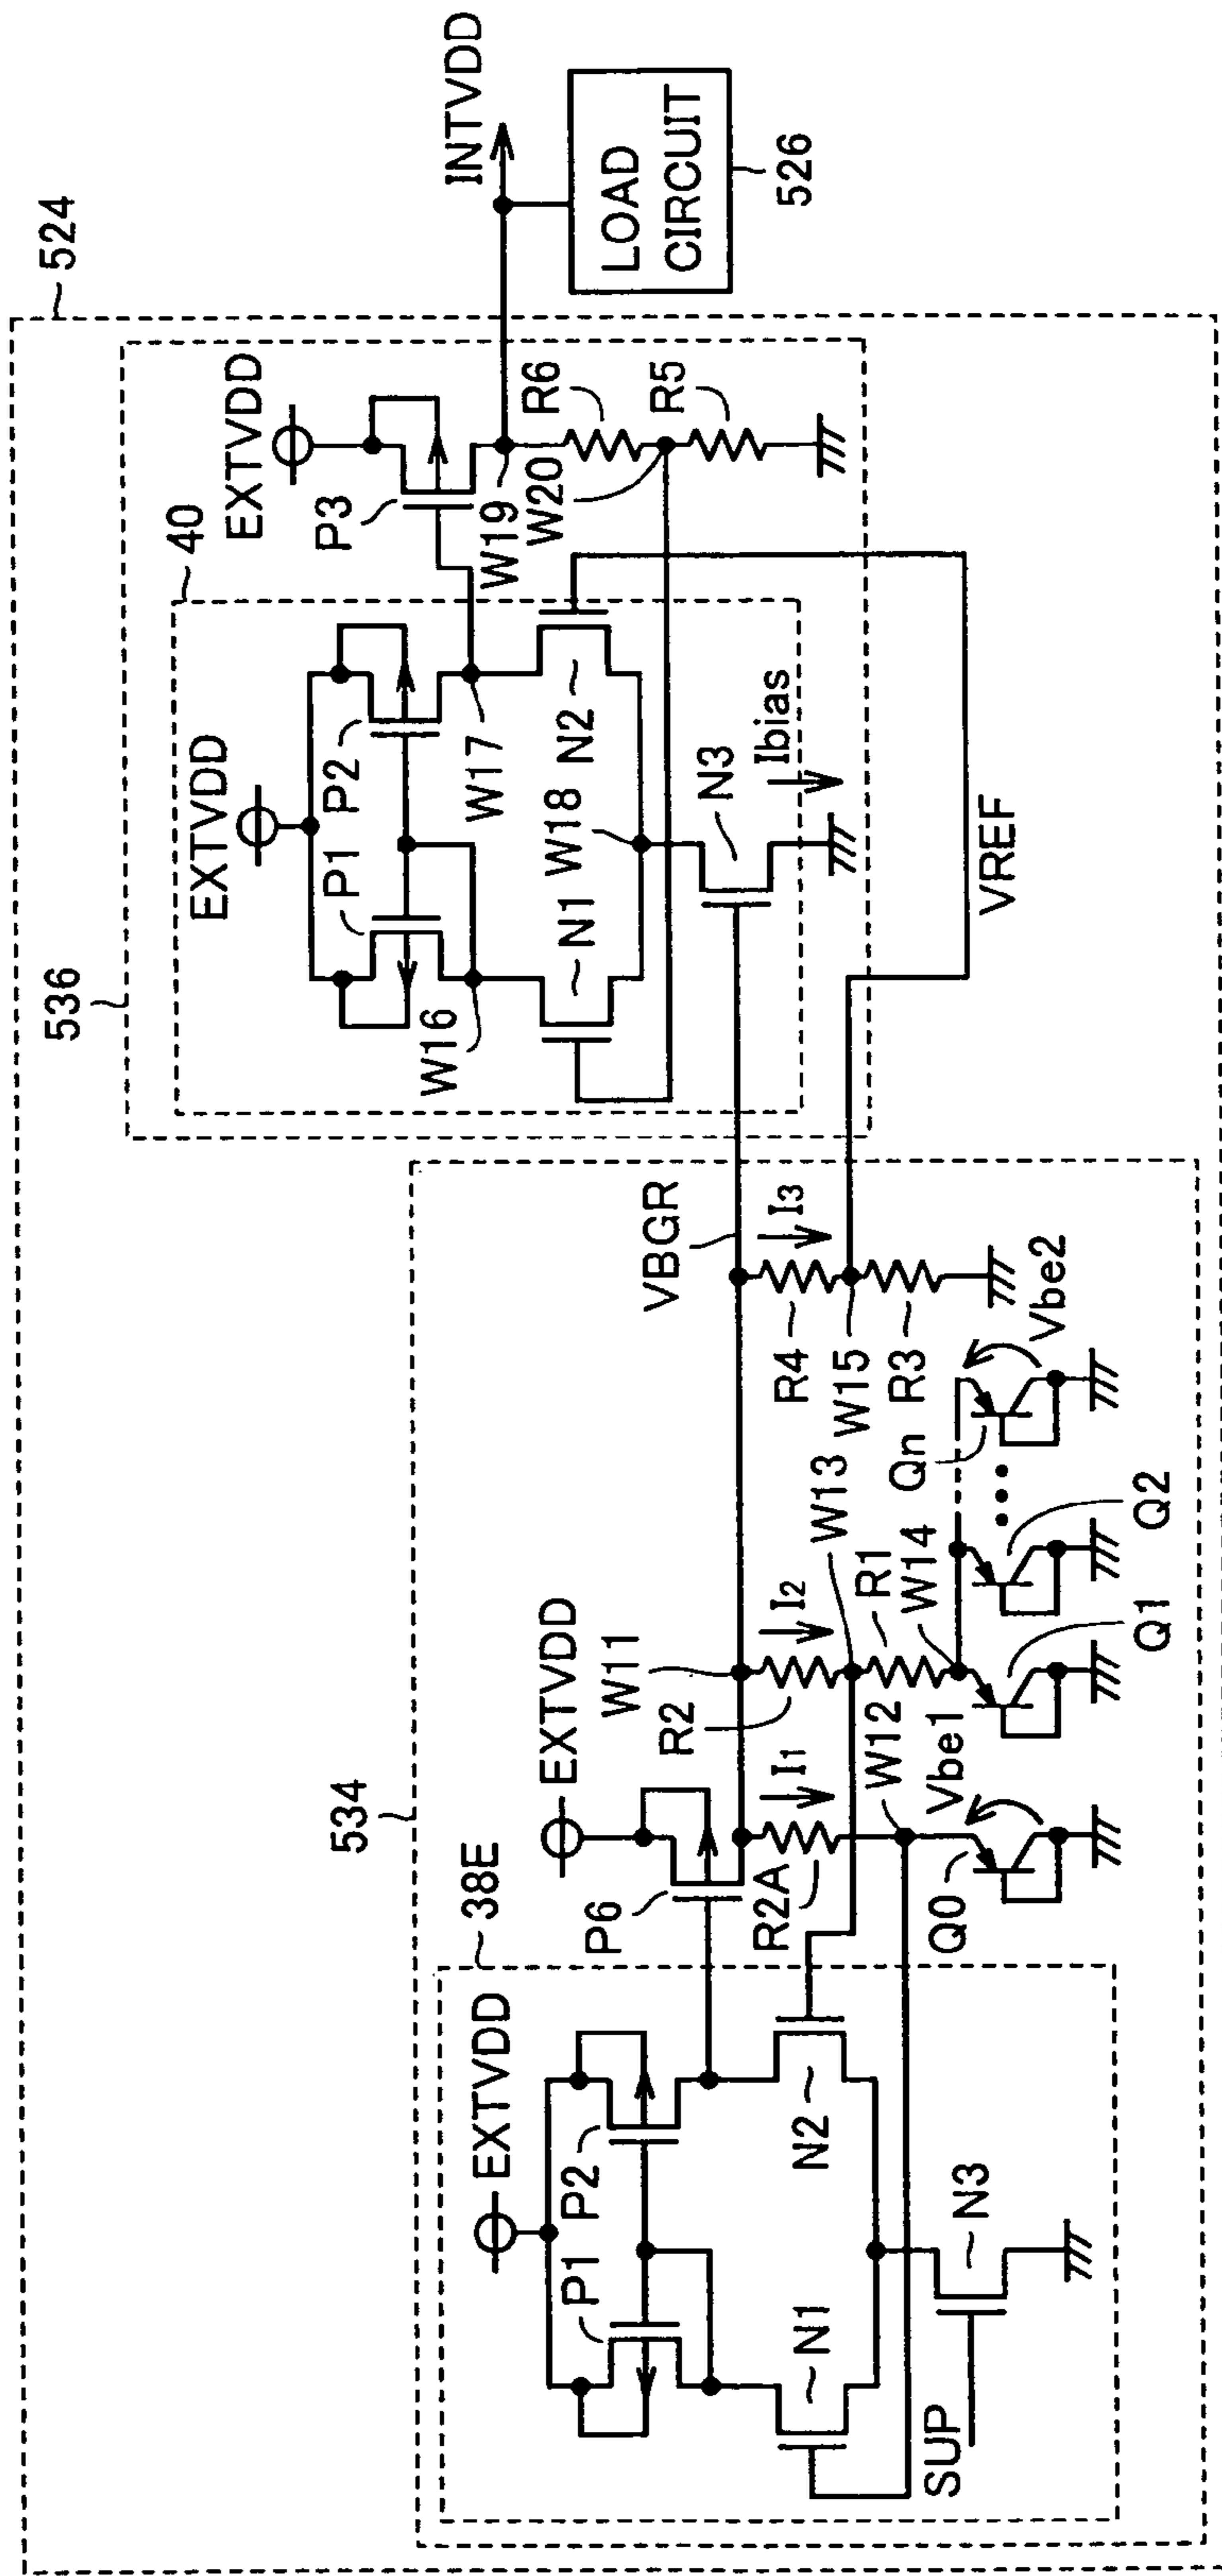 524
536
40
EXTVDD
EXTVDD
P1
P2
P3
INTVDD
W16
W17
W19
W20
R6
R5
N1
W18
N2
N3
Ibias
VREF
LOAD
CIRCUIT
526
534
38E
EXTVDD
EXTVDD
P1
P2
P6
W11
VBGR
R2A
I1
R2
I2
R4
I3
N1
N2
W12
W13
W15
R1
W14
R3
Vbe1
Vbe2
Q0
Qn
Q1
Q2
SUP
N3